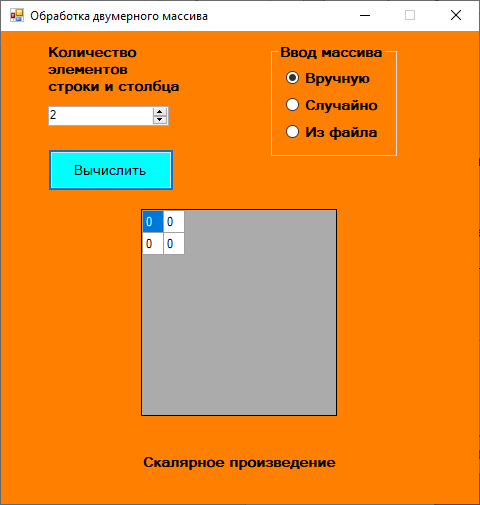 Обработка двумерного массива
Количество
элементов
строки и столбца
2
Ввод массива
Вручную
Случайно
Из файла
Вычислить
0 0
0 0
Скалярное произведение